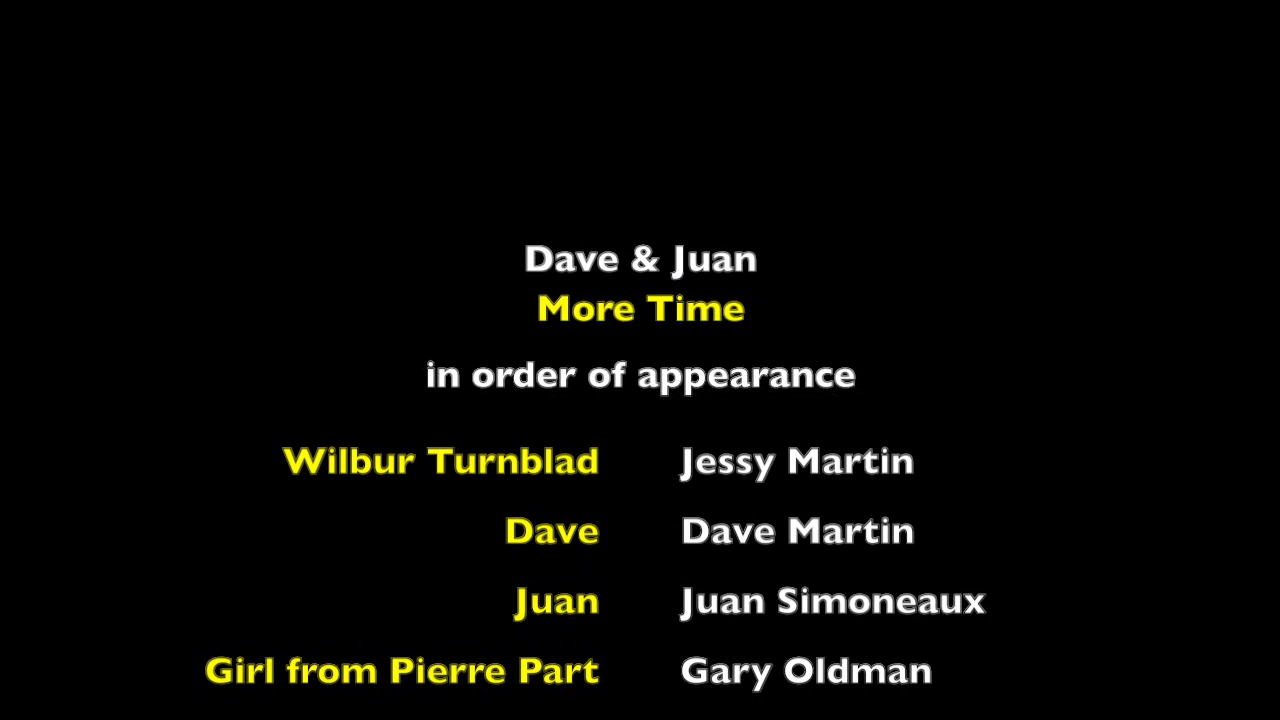 Dave & Juan
More Time
in order of appearance
Wilbur Turnblad Jessy Martin
Dave Dave Martin
Juan Juan Simoneaux
Girl from Pierre Part Gary Oldman